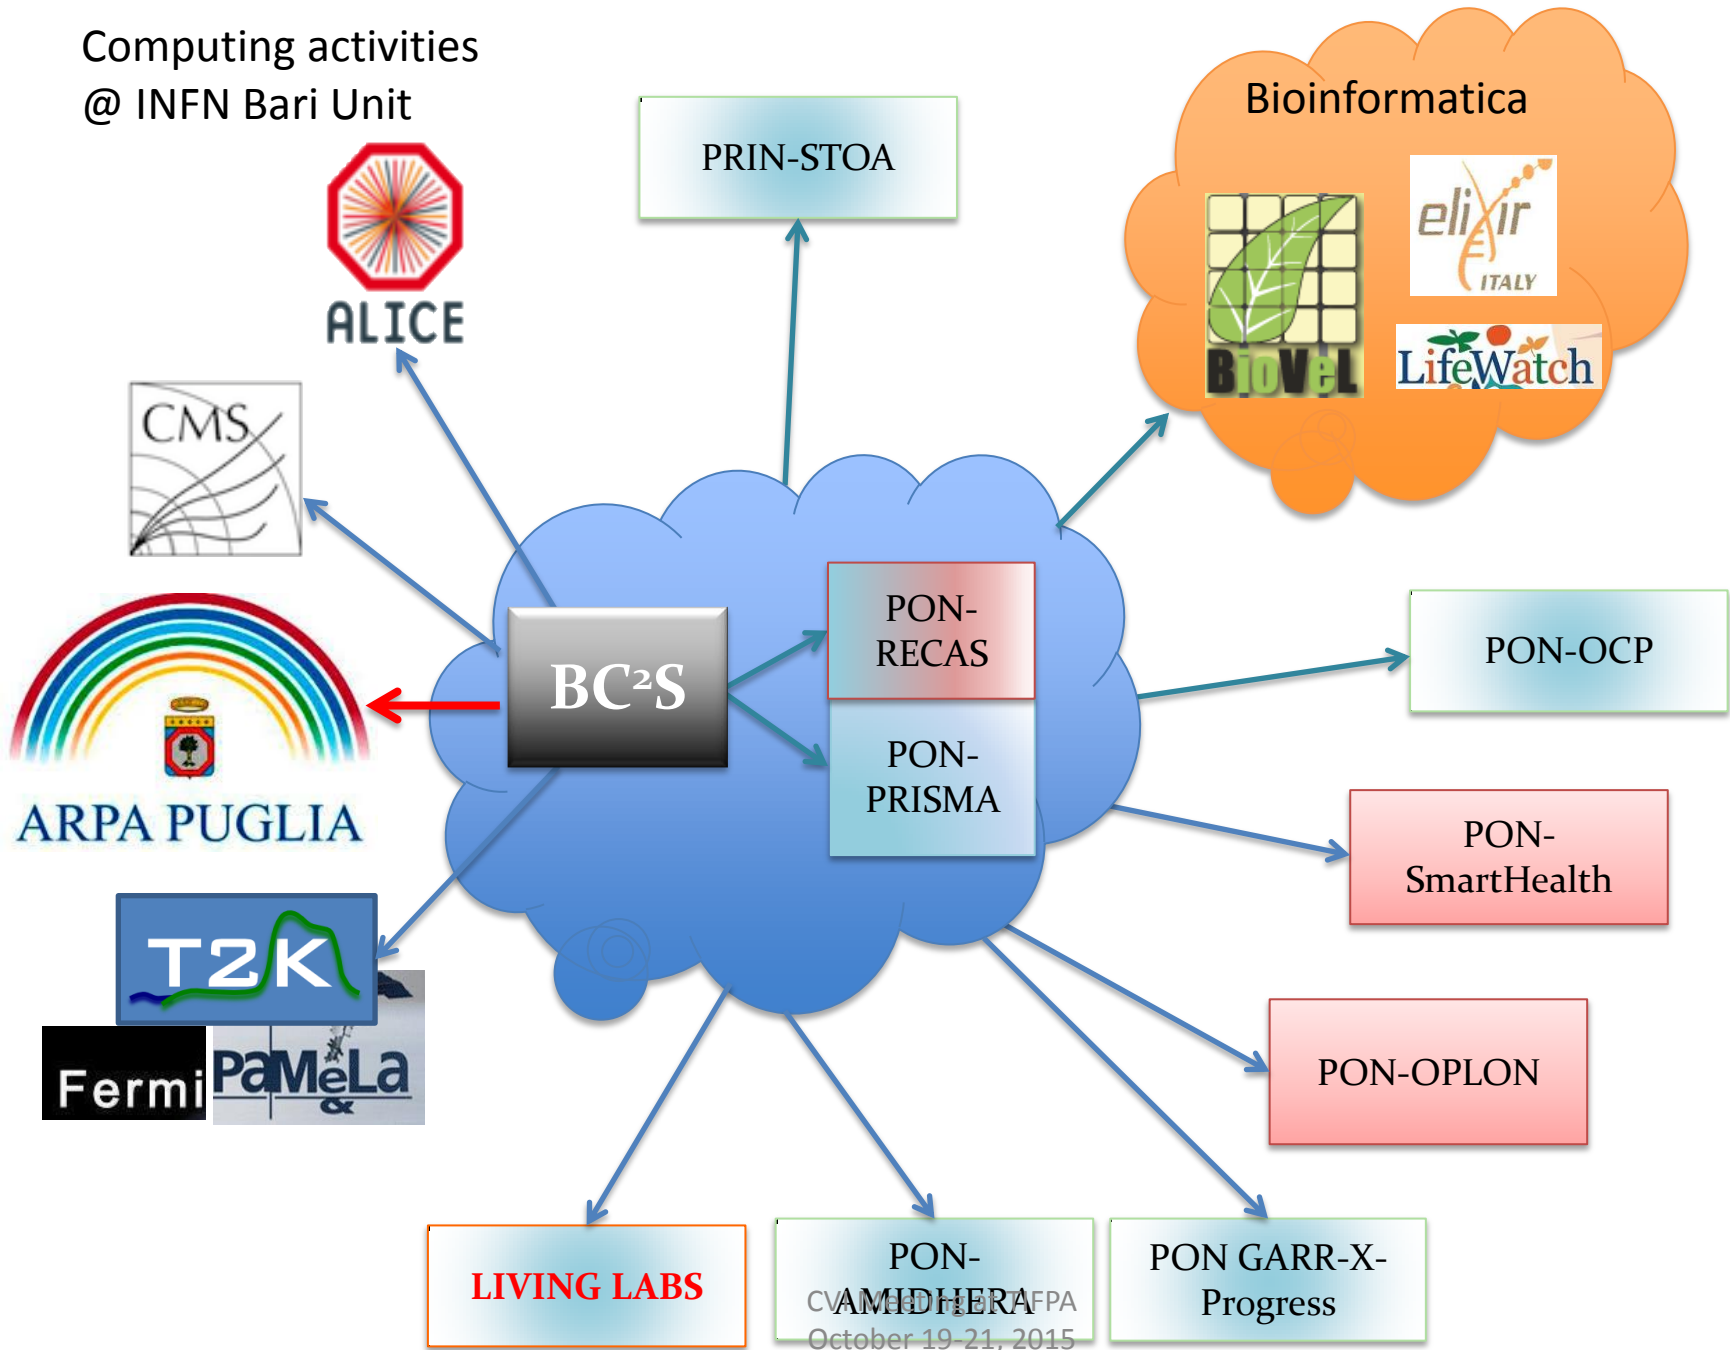 Computing activities
@ INFN Bari Unit
PRIN-STOA
Bioinformatica
elixir
ITALY
BioVeL
LifeWatch
ALICE
CMS
ARPA PUGLIA
BC²S
PON-
RECAS
PON-
PRISMA
PON-OCP
PON-
SmartHealth
PON-OPLON
T2K
Fermi
PaMeLa
&
LIVING LABS
PON-
AMIDHERA
PON GARR-X-
Progress
Meeting at TIFPA
October 19-21, 2015